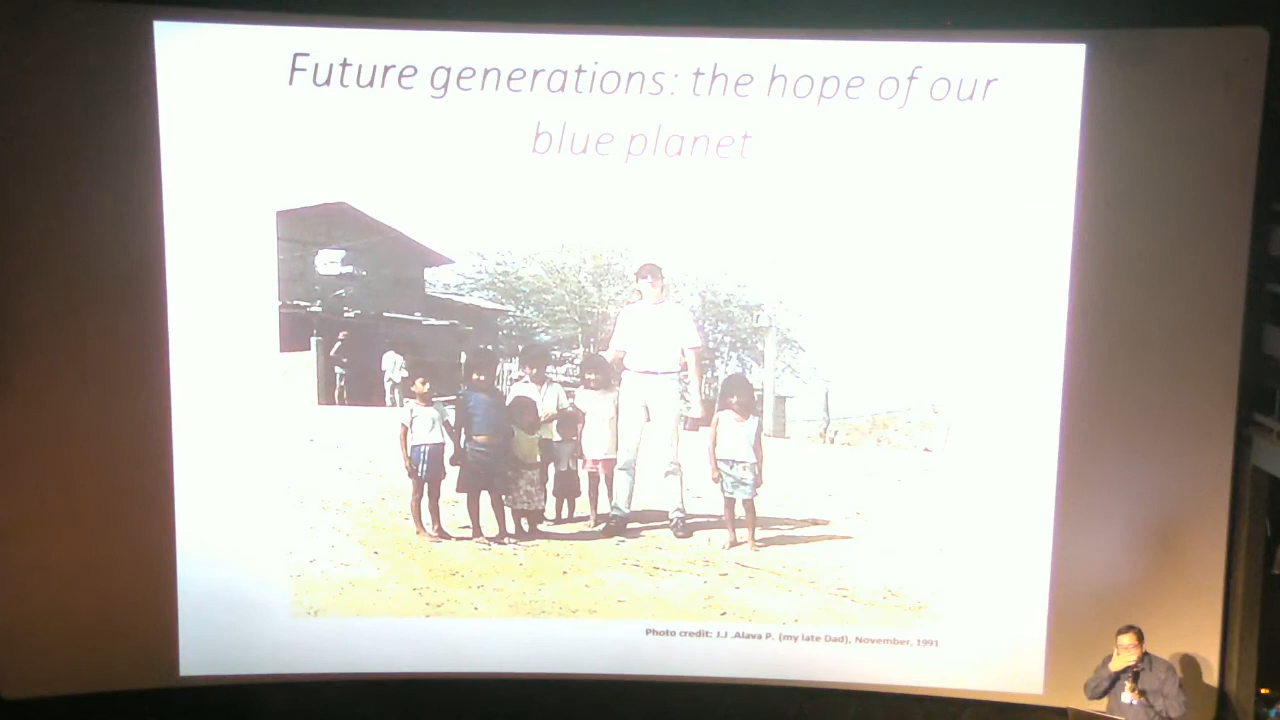 Future generations: the hope of our
blue planet
Photo credit: J.J .Alava P. (my late Dad), November, 1991